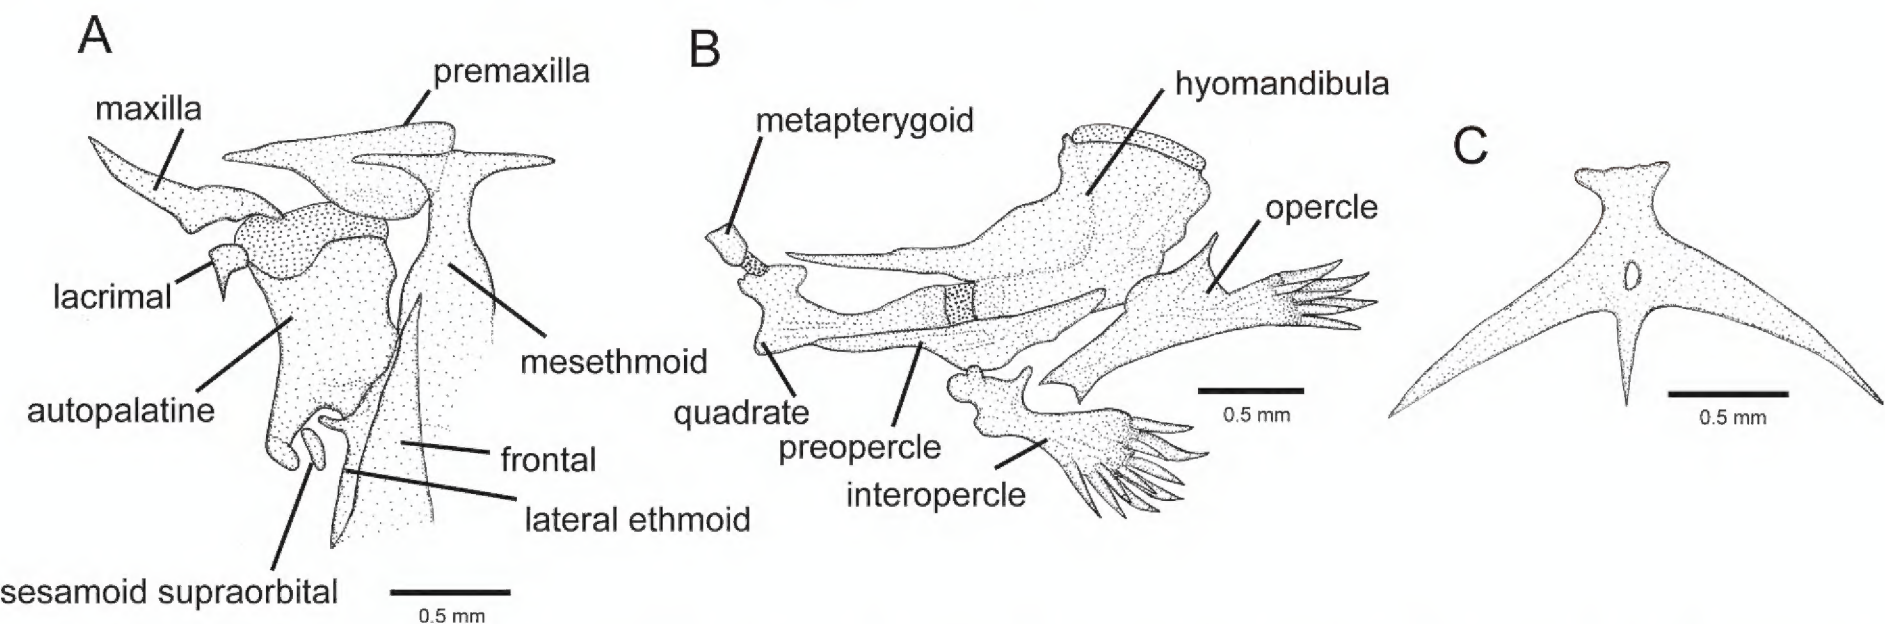 A
premaxilla
maxilla
lacrimal
mesethmoid
autopalatine
frontal
lateral ethmoid
sesamoid supraorbital
0.5 mm
B
hyomandibula
metapterygoid
opercle
quadrate
preopercle
interopercle
0.5 mm
C
0.5 mm